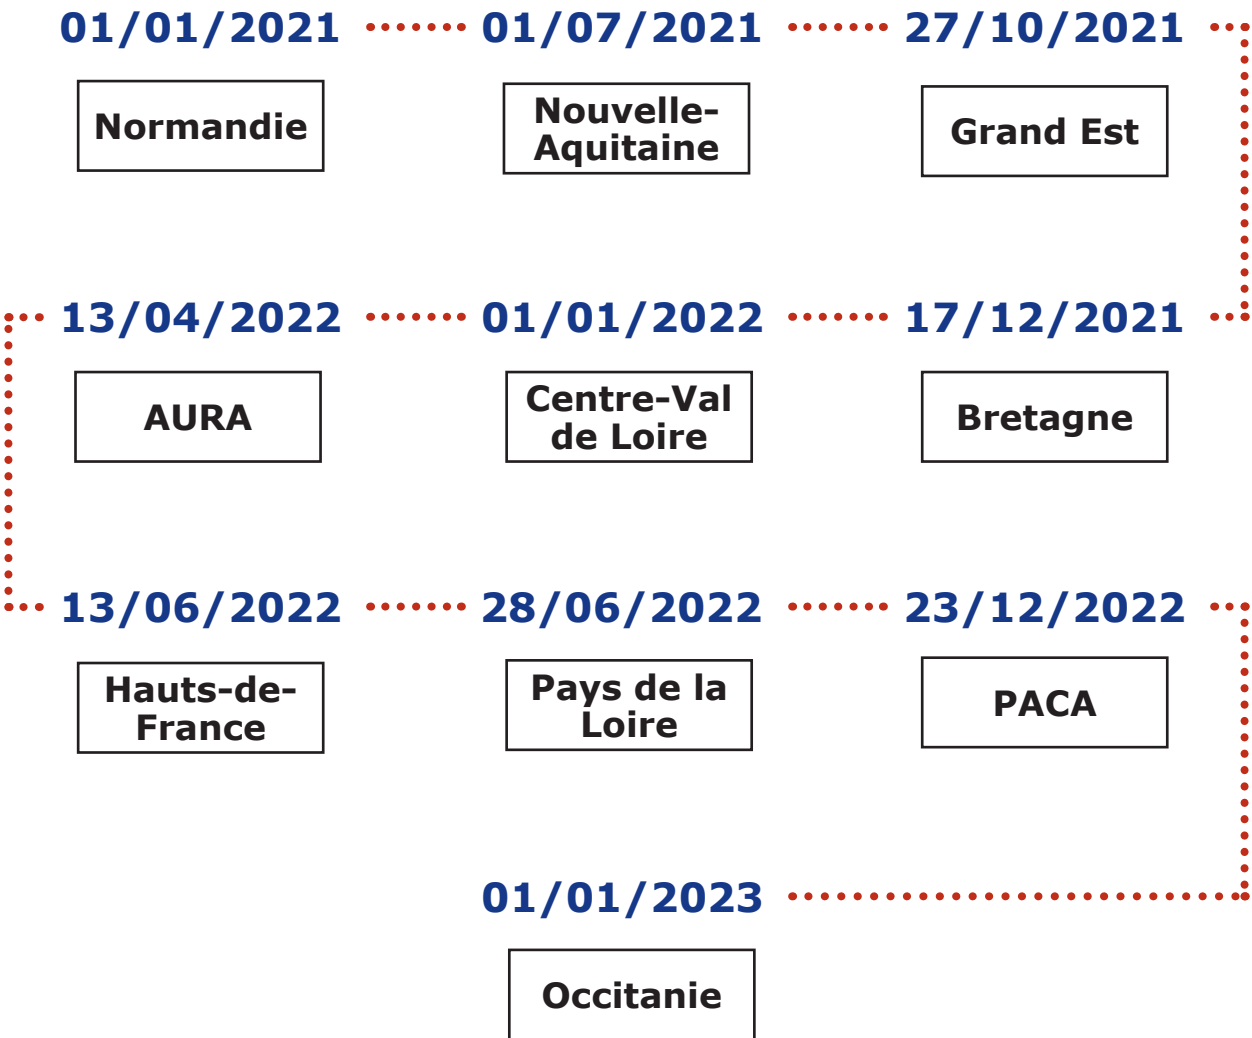 01/01/2021 01/07/2021 27/10/2021
Normandie
Nouvelle-
Aquitaine
Grand Est
13/04/2022 01/01/2022 17/12/2021
AURA
Centre-Val
de Loire
Bretagne
13/06/2022 28/06/2022 23/12/2022
Hauts-de-
France
Pays de la
Loire
PACA
01/01/2023
Occitanie